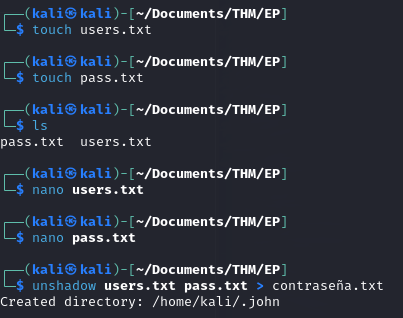 ┌──(kali㉿kali)-[~/Documents/THM/EP]
└─$ touch users.txt
┌──(kali㉿kali)-[~/Documents/THM/EP]
└─$ touch pass.txt
┌──(kali㉿kali)-[~/Documents/THM/EP]
└─$ ls
pass.txt  users.txt
┌──(kali㉿kali)-[~/Documents/THM/EP]
└─$ nano users.txt
┌──(kali㉿kali)-[~/Documents/THM/EP]
└─$ nano pass.txt
┌──(kali㉿kali)-[~/Documents/THM/EP]
└─$ unshadow users.txt pass.txt > contraseña.txt
Created directory: /home/kali/.john